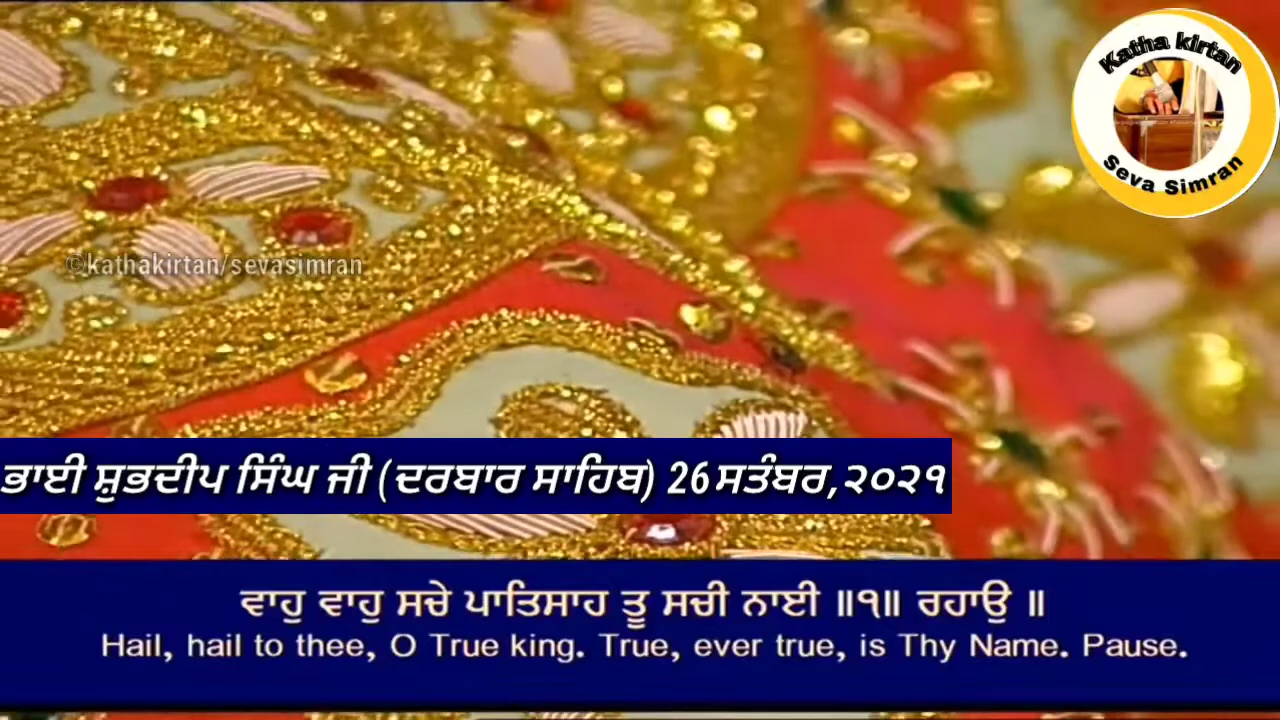 Katha kirtan
Seva Simran
©kathakirtan/sevasimran
ਭਾਈ ਸ਼ੁਭਦੀਪ ਸਿੰਘ ਜੀ (ਦਰਬਾਰ ਸਾਹਿਬ) 26 ਸਤੰਬਰ,੨੦੨੧
ਵਾਹੁ ਵਾਹੁ ਸਚੇ ਪਾਤਿਸਾਹ ਤੂ ਸਚੀ ਨਾਈ ॥੧॥ ਰਹਾਉ ॥
Hail, hail to thee, O True king. True, ever true, is Thy Name. Pause.